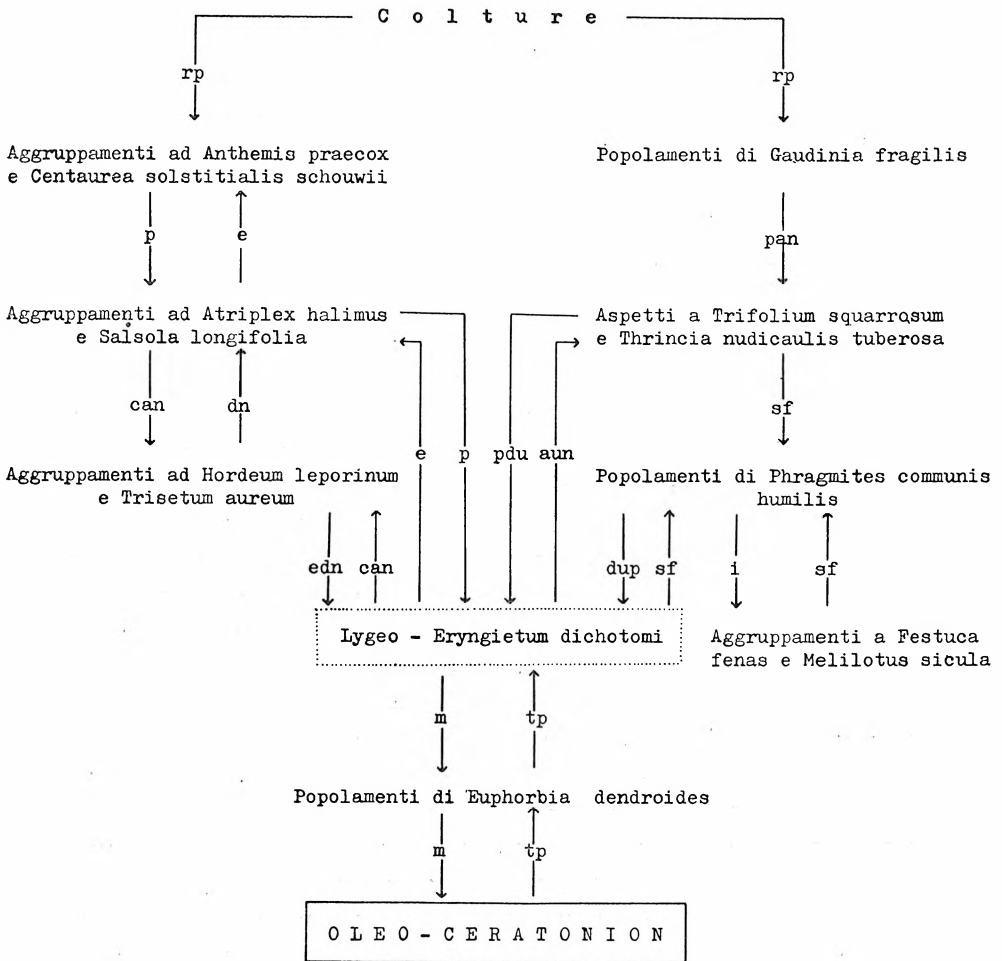 C o l t u r e
rp rp
Aggruppamenti ad Anthemis praecox
e Centaurea solstitialis schouwii
Popolamenti di Gaudinia fragilis
p e pan
Aggruppamenti ad Atriplex halimus
e Salsola longifolia
Aspetti a Trifolium squarrosum
e Thrincia nudicaulis tuberosa
can dn sf
e p pdu aun
Aggruppamenti ad Hordeum leporinum
e Trisetum aureum
Popolamenti di Phragmites communis
humilis
edn can dup sf i sf
Lygeo - Eryngietum dichotomi
Aggruppamenti a Festuca
fenas e Melilotus sicula
m tp
Popolamenti di Euphorbia dendroides
m tp
O L E O - C E R A T O N I O N